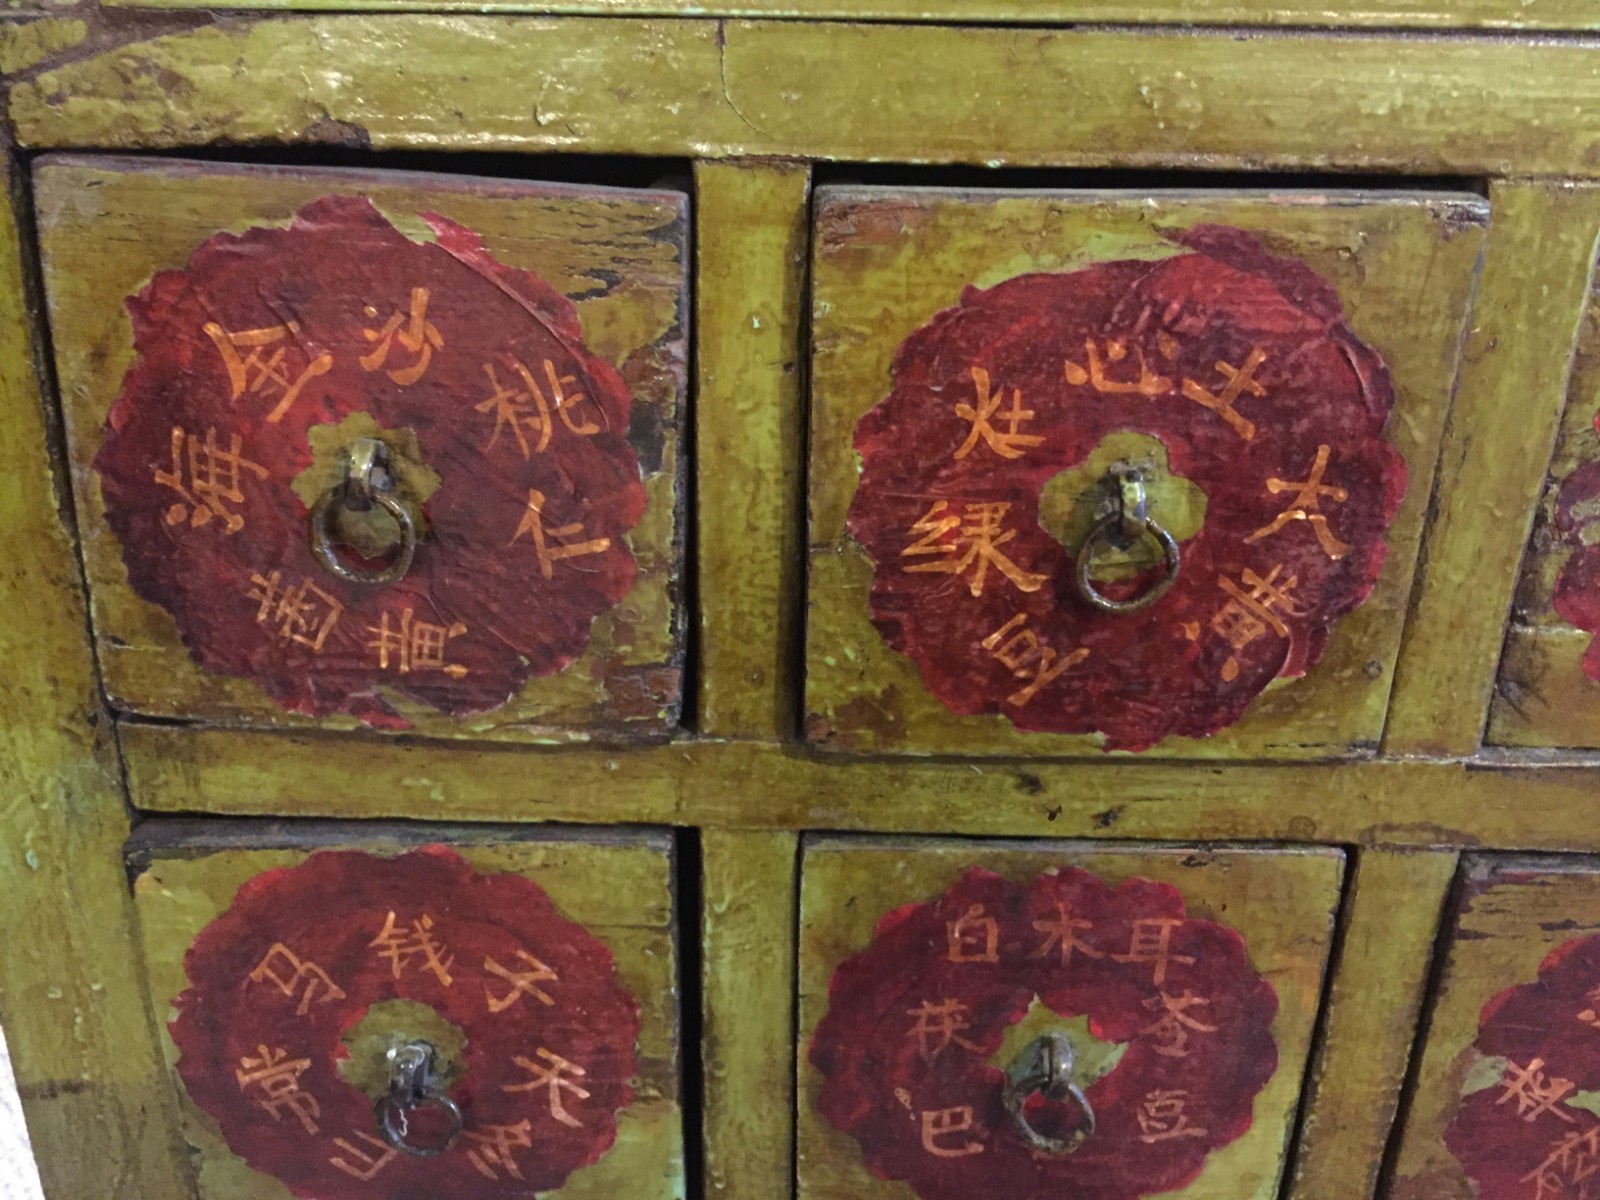 海金沙
桃仁
黄
灶心土
大黄
绿豆
马钱子
天冬
常山
白木耳
茯苓
巴豆